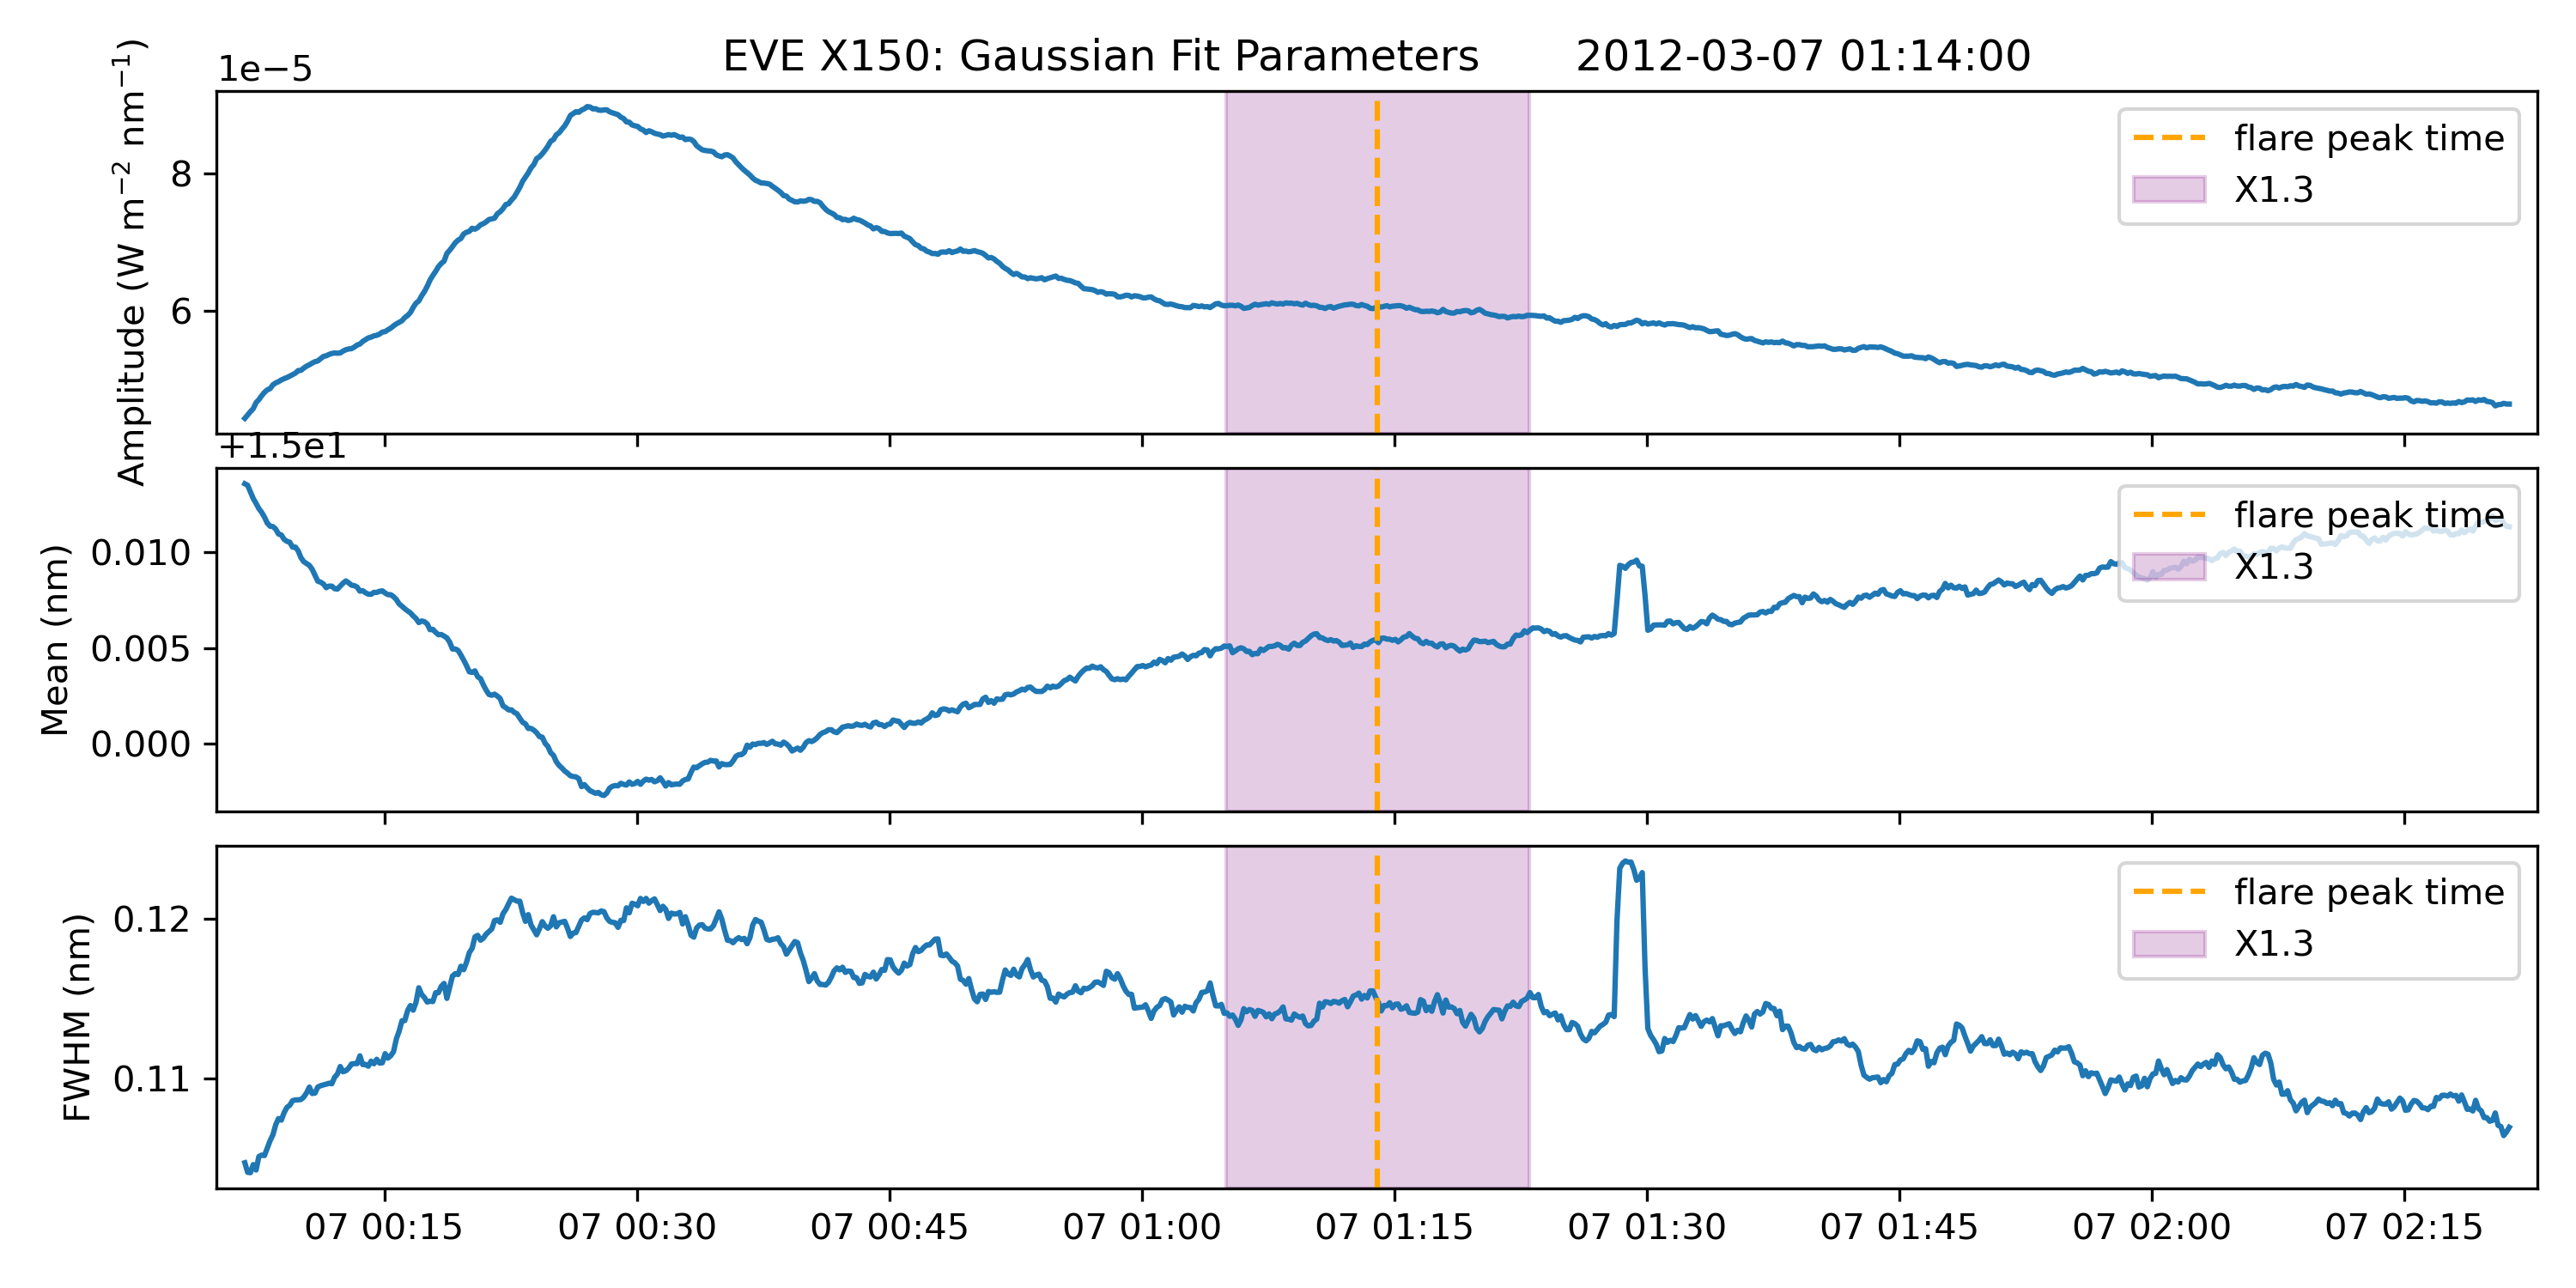 EVE X150: Gaussian Fit Parameters 2012-03-07 01:14:00
1e−5
Amplitude (W m⁻² nm⁻¹)
8
6
flare peak time
X1.3
+1.5e1
Mean (nm)
0.010
0.005
0.000
flare peak time
X1.3
FWHM (nm)
0.12
0.11
flare peak time
X1.3
07 00:15 07 00:30 07 00:45 07 01:00 07 01:15 07 01:30 07 01:45 07 02:00 07 02:15